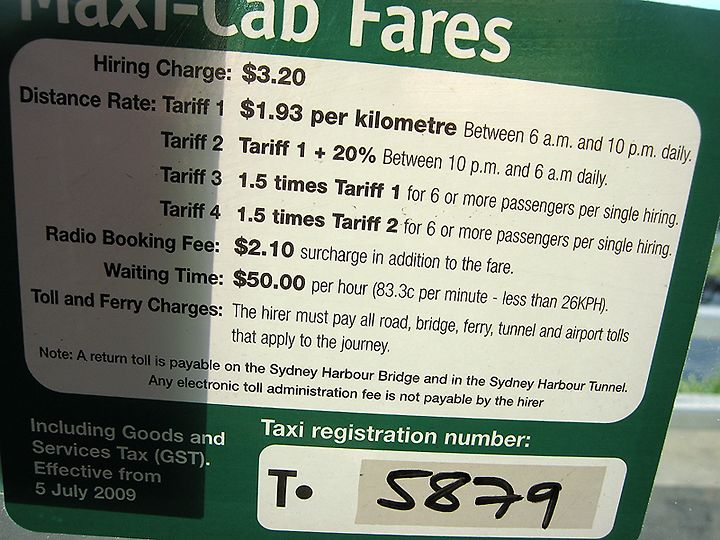 Maxi-Cab Fares
Hiring Charge: $3.20
Distance Rate: Tariff 1 $1.93 per kilometre Between 6 a.m. and 10 p.m. daily.
Tariff 2 Tariff 1 + 20% Between 10 p.m. and 6 a.m daily.
Tariff 3 1.5 times Tariff 1 for 6 or more passengers per single hiring.
Tariff 4 1.5 times Tariff 2 for 6 or more passengers per single hiring.
Radio Booking Fee: $2.10 surcharge in addition to the fare.
Waiting Time: $50.00 per hour (83.3c per minute - less than 26KPH).
Toll and Ferry Charges: The hirer must pay all road, bridge, ferry, tunnel and airport tolls
that apply to the journey.
Note: A return toll is payable on the Sydney Harbour Bridge and in the Sydney Harbour Tunnel.
Any electronic toll administration fee is not payable by the hirer
Including Goods and
Services Tax (GST).
Effective from
5 July 2009
Taxi registration number:
T• 5879